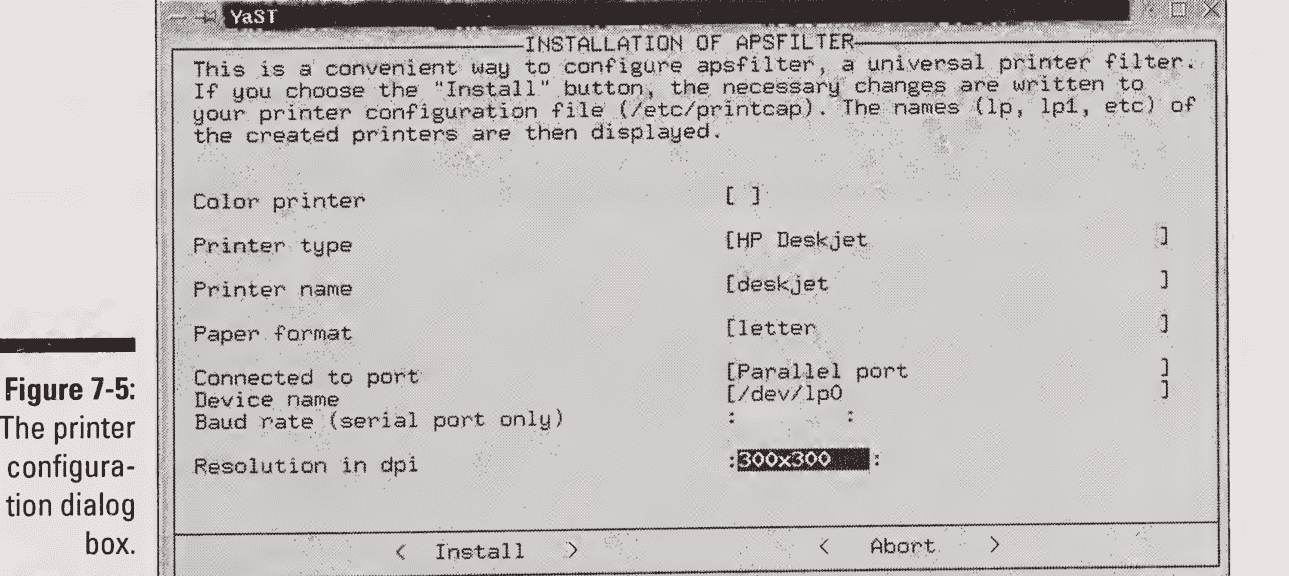 YaST
INSTALLATION OF APSFILTER
This is a convenient way to configure apsfilter, a universal printer filter.
If you choose the "Install" button, the necessary changes are written to
your printer configuration file (/etc/printcap). The names (lp, lp1, etc) of
the created printers are then displayed.
Color printer [ ]
Printer type [HP Deskjet ]
Printer name [deskjet ]
Paper format [letter ]
Connected to port [Parallel port ]
Device name [/dev/lp0 ]
Baud rate (serial port only) : :
Resolution in dpi :300x300 :
< Install > < Abort >
Figure 7-5:
The printer
configura-
tion dialog
box.